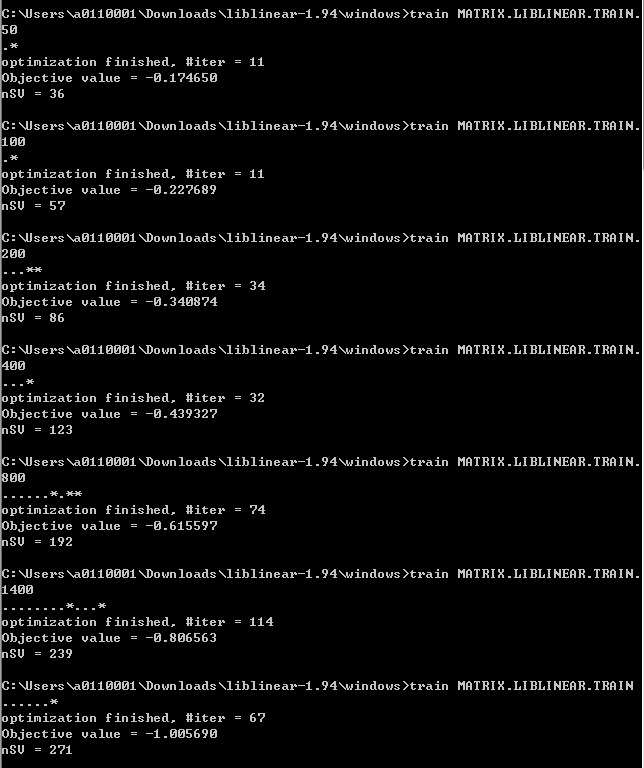 C:\Users\a0110001\Downloads\liblinear-1.94\windows>train MATRIX.LIBLINEAR.TRAIN.
50
.*
optimization finished, #iter = 11
Objective value = -0.174650
nSV = 36
C:\Users\a0110001\Downloads\liblinear-1.94\windows>train MATRIX.LIBLINEAR.TRAIN.
100
.*
optimization finished, #iter = 11
Objective value = -0.227689
nSV = 57
C:\Users\a0110001\Downloads\liblinear-1.94\windows>train MATRIX.LIBLINEAR.TRAIN.
200
...**
optimization finished, #iter = 34
Objective value = -0.340874
nSV = 86
C:\Users\a0110001\Downloads\liblinear-1.94\windows>train MATRIX.LIBLINEAR.TRAIN.
400
...*
optimization finished, #iter = 32
Objective value = -0.439327
nSV = 123
C:\Users\a0110001\Downloads\liblinear-1.94\windows>train MATRIX.LIBLINEAR.TRAIN.
800
......*.**
optimization finished, #iter = 74
Objective value = -0.615597
nSV = 192
C:\Users\a0110001\Downloads\liblinear-1.94\windows>train MATRIX.LIBLINEAR.TRAIN.
1400
........*...*
optimization finished, #iter = 114
Objective value = -0.806563
nSV = 239
C:\Users\a0110001\Downloads\liblinear-1.94\windows>train MATRIX.LIBLINEAR.TRAIN
......*
optimization finished, #iter = 67
Objective value = -1.005690
nSV = 271